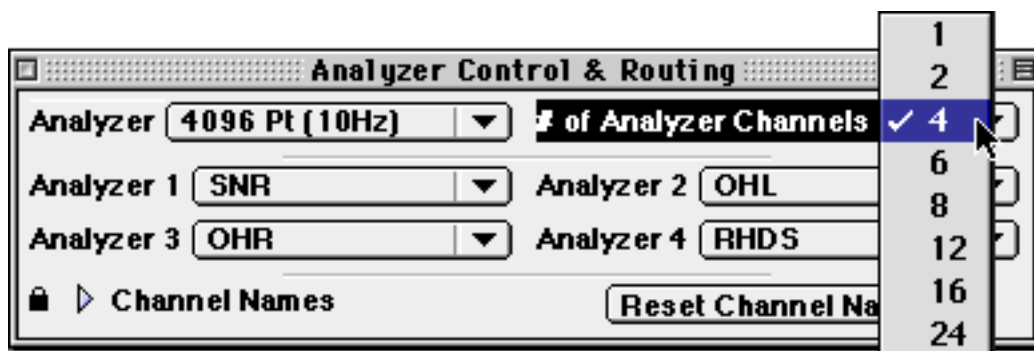 Analyzer Control & Routing
Analyzer 4096 Pt (10Hz) # of Analyzer Channels ✓ 4
Analyzer 1 SNR Analyzer 2 OHL
Analyzer 3 OHR Analyzer 4 RHDS
Channel Names Reset Channel Na
1
2
6
8
12
16
24